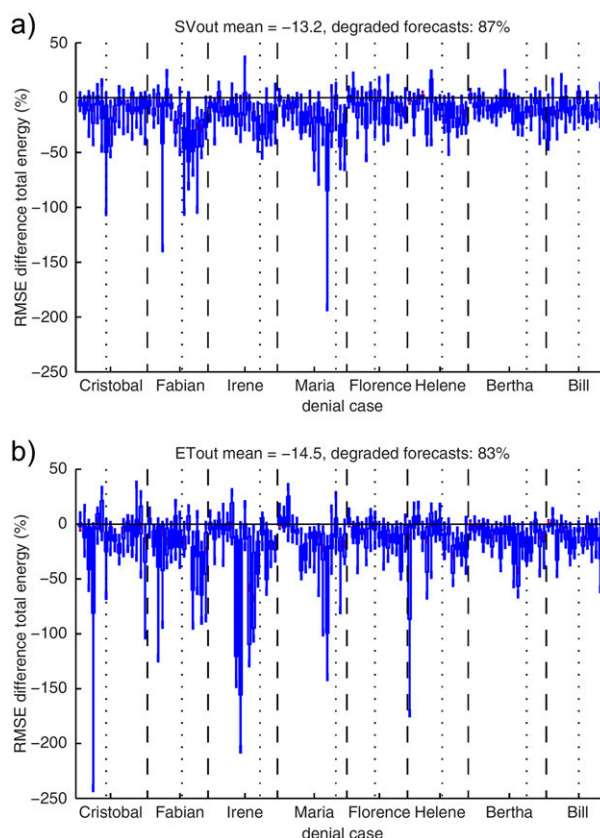 a)
SVout mean = −13.2, degraded forecasts: 87%
RMSE difference total energy (%)
50
0
−50
−100
−150
−200
−250
Cristobal Fabian Irene Maria Florence Helene Bertha Bill
denial case
b)
ETout mean = −14.5, degraded forecasts: 83%
RMSE difference total energy (%)
50
0
−50
−100
−150
−200
−250
Cristobal Fabian Irene Maria Florence Helene Bertha Bill
denial case